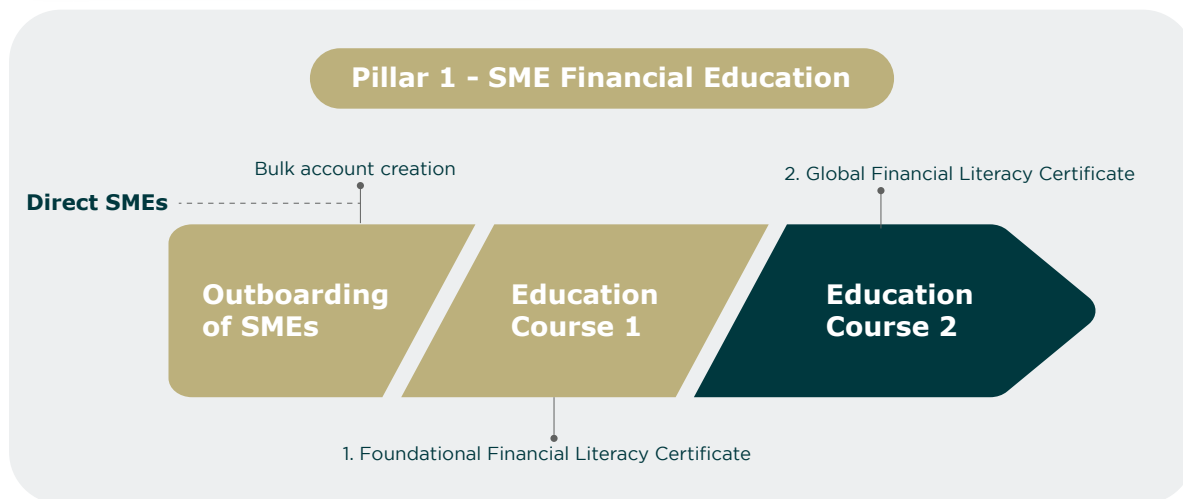 Pillar 1 - SME Financial Education
Bulk account creation
2. Global Financial Literacy Certificate
Direct SMEs
Outboarding
of SMEs
Education
Course 1
Education
Course 2
1. Foundational Financial Literacy Certificate